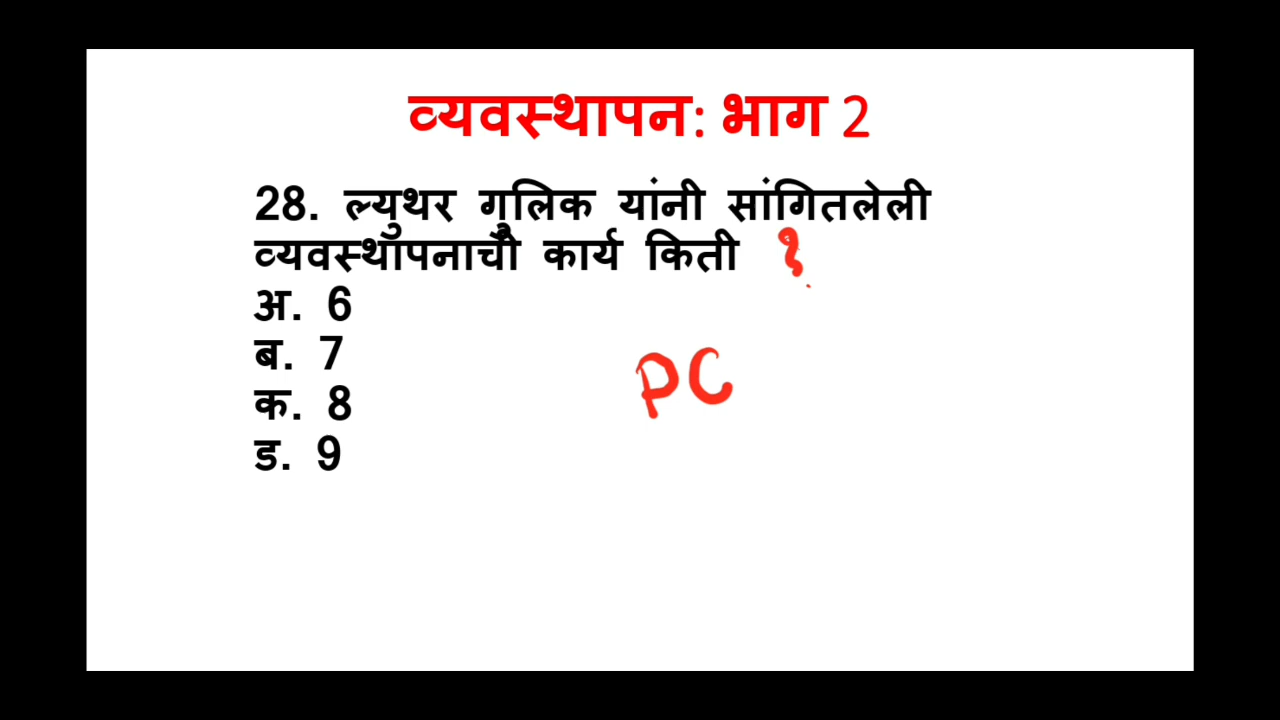 व्यवस्थापन: भाग 2
28. ल्युथर गुलिक यांनी सांगितलेली
व्यवस्थापनाची कार्य किती ?
अ. 6
ब. 7
क. 8
ड. 9
PC